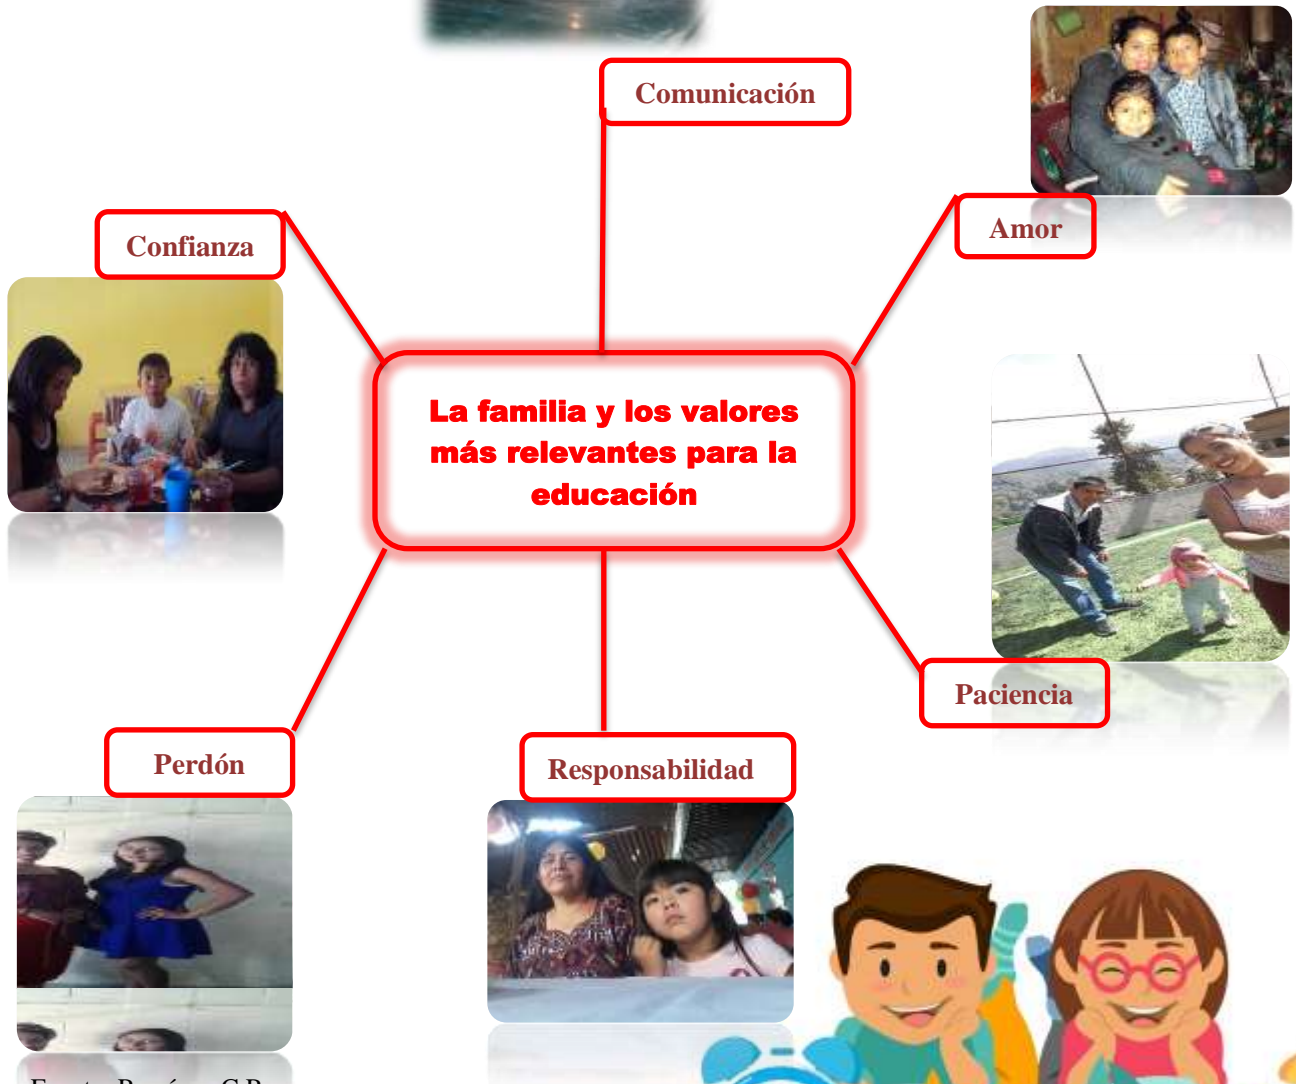 Comunicación
Amor
Confianza
La familia y los valores
más relevantes para la
educación
Paciencia
Perdón
Responsabilidad